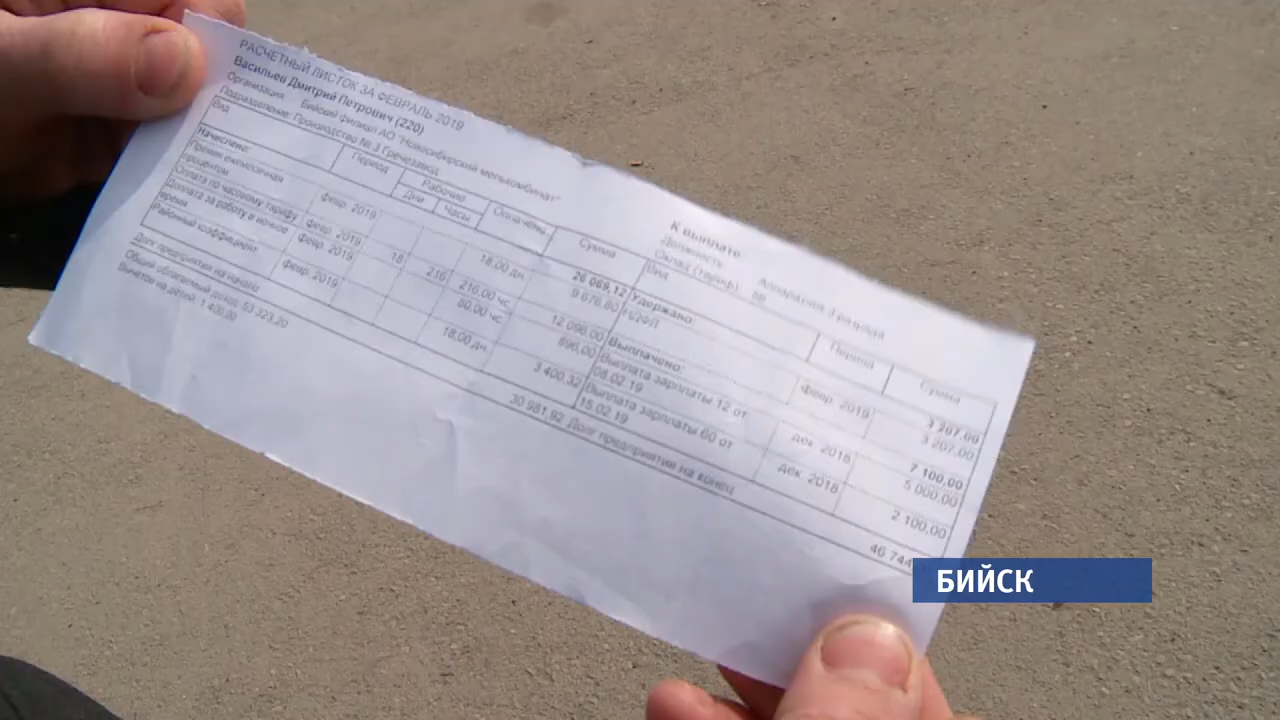 РАСЧЕТНЫЙ ЛИСТОК ЗА ФЕВРАЛЬ 2019
Васильев Дмитрий Петрович (220)
Организация: Бийский филиал АО "Новосибирский мелькомбинат"
Подразделение: Производство № 3 Гречезавод
К выплате
Должность: Аппаратчик 3 разряда
Оклад (тариф):
Вид Период Рабочие Оплачены Сумма Вид Период Сумма
Дни Часы
Начислено: 26 069,12 Удержано: 3 207,00
Премия ежемесячная процентом февр. 2019 18,00 дн. 9 676,80 НДФЛ февр. 2019 3 207,00
Оплата по часовому тарифу февр. 2019 18 216 216,00 чс. 12 096,00 Выплачено: 7 100,00
Доплата за работу в ночное время февр. 2019 80,00 чс. 896,00 Выплата зарплаты 12 от 08.02.19 дек. 2018 5 000,00
Районный коэффициент февр. 2019 18,00 дн. 3 400,32 Выплата зарплаты 60 от 15.02.19 дек. 2018 2 100,00
Долг предприятия на начало 30 981,92 Долг предприятия на конец 46 744
Общий облагаемый доход: 53 323,20
Вычетов на детей: 1 400,00
БИЙСК